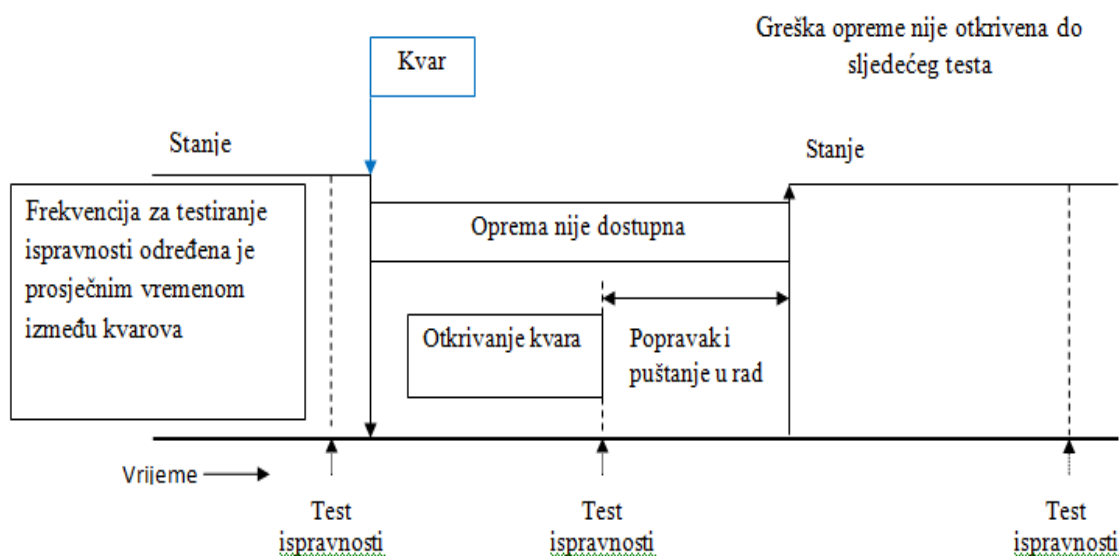 Greška opreme nije otkrivena do
sljedećeg testa
Kvar
Stanje
Stanje
Frekvencija za testiranje
ispravnosti određena je
prosječnim vremenom
između kvarova
Oprema nije dostupna
Otkrivanje kvara
Popravak i
puštanje u rad
Vrijeme
Test
ispravnosti
Test
ispravnosti
Test
ispravnosti